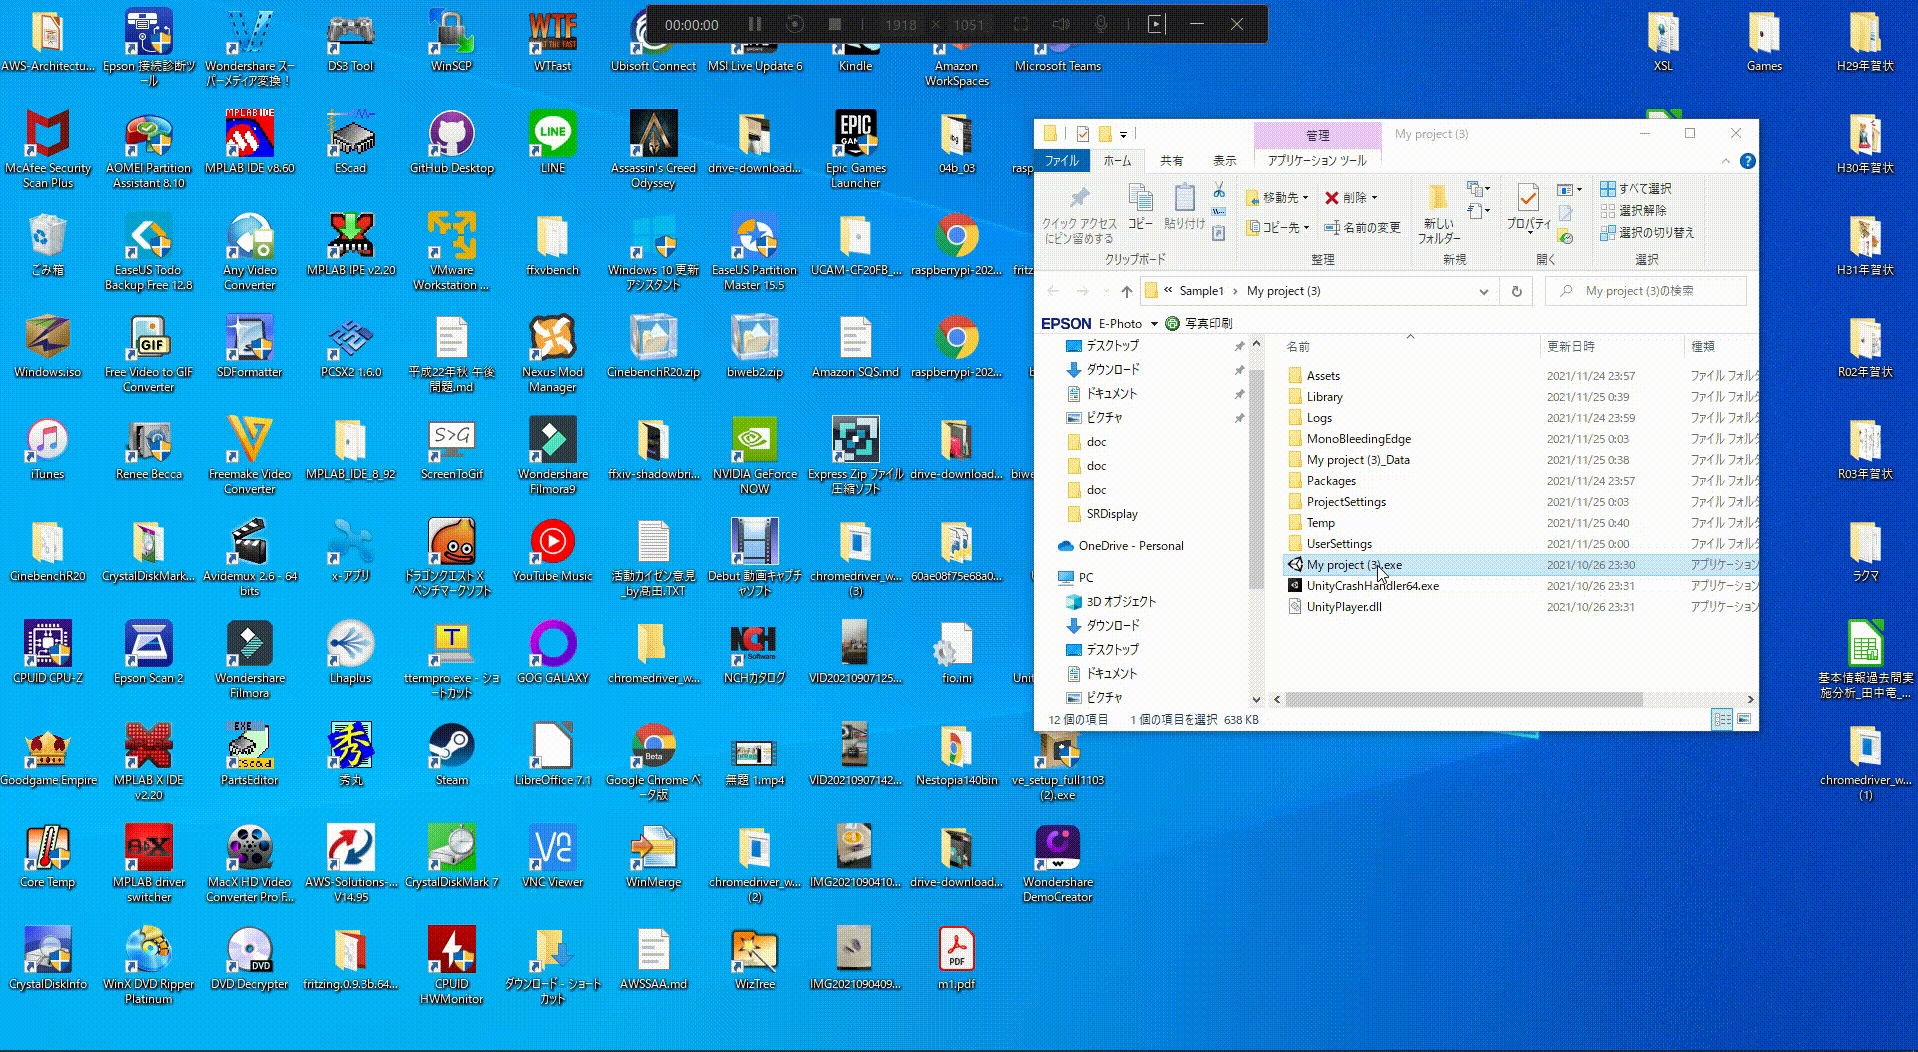 00:00:00
1918 × 1051
AWS-Architectu...
Epson 接続診断ツール
Wondershare スーパーメディア変換！
DS3 Tool
WinSCP
WTFast
Ubisoft Connect
MSI Live Update 6
Kindle
Amazon WorkSpaces
Microsoft Teams
XSL
Games
H29年賀状
McAfee Security Scan Plus
AOMEI Partition Assistant 8.10
MPLAB IDE v8.60
EScad
GitHub Desktop
LINE
Assassin's Creed Odyssey
drive-download...
Epic Games Launcher
04b_03
H30年賀状
ごみ箱
EaseUS Todo Backup Free 12.8
Any Video Converter
MPLAB IPE v2.20
VMware Workstation ...
ffxvbench
Windows 10 更新アシスタント
EaseUS Partition Master 15.5
UCAM-CF20FB_...
raspberrypi-202...
H31年賀状
Windows.iso
Free Video to GIF Converter
SDFormatter
PCSX2 1.6.0
平成22年秋 午後問題.md
Nexus Mod Manager
CinebenchR20.zip
biweb2.zip
Amazon SQS.md
raspberrypi-202...
R02年賀状
iTunes
Renee Becca
Freemake Video Converter
MPLAB_IDE_8_92
ScreenToGif
Wondershare Filmora9
ffxiv-shadowbri...
NVIDIA GeForce NOW
Express Zip ファイル圧縮ソフト
drive-download...
R03年賀状
CinebenchR20
CrystalDiskMark...
Avidemux 2.6 - 64 bits
x-アプリ
ドラゴンクエストX ベンチマークソフト
YouTube Music
活動カイゼン意見_by高田.TXT
Debut 動画キャプチャソフト
chromedriver_w... (3)
60ae08f75e68a0...
ラクマ
CPUID CPU-Z
Epson Scan 2
Wondershare Filmora
Lhaplus
ttermpro.exe - ショートカット
GOG GALAXY
chromedriver_w...
NCHカタログ
VID20210907125...
fio.ini
基本情報過去問実施分析_田中竜_...
Goodgame Empire
MPLAB X IDE v2.20
PartsEditor
秀丸
Steam
LibreOffice 7.1
Google Chrome ベータ版
無題 1.mp4
VID20210907142...
Nestopia140bin
ve_setup_full1103 (2).exe
chromedriver_w... (1)
Core Temp
MPLAB driver switcher
MacX HD Video Converter Pro F...
AWS-Solutions-... V14.95
CrystalDiskMark 7
VNC Viewer
WinMerge
chromedriver_w... (2)
IMG2021090410...
drive-download...
Wondershare DemoCreator
CrystalDiskInfo
WinX DVD Ripper Platinum
DVD Decrypter
fritzing.0.9.3b.64...
CPUID HWMonitor
ダウンロード - ショートカット
AWSSAA.md
WizTree
IMG2021090409...
m1.pdf
管理
My project (3)
ファイル ホーム 共有 表示 アプリケーション ツール
クイック アクセスにピン留めする
コピー
貼り付け
移動先
コピー先
削除
名前の変更
新しいフォルダー
プロパティ
すべて選択
選択解除
選択の切り替え
クリップボード 整理 新規 開く 選択
« Sample1 › My project (3)
My project (3)の検索
EPSON E-Photo 写真印刷
デスクトップ
ダウンロード
ドキュメント
ピクチャ
doc
doc
doc
SRDisplay
OneDrive - Personal
PC
3D オブジェクト
ダウンロード
デスクトップ
ドキュメント
ピクチャ
名前 更新日時 種類
Assets 2021/11/24 23:57 ファイル フォルダ
Library 2021/11/25 0:39 ファイル フォルダ
Logs 2021/11/24 23:59 ファイル フォルダ
MonoBleedingEdge 2021/11/25 0:03 ファイル フォルダ
My project (3)_Data 2021/11/25 0:38 ファイル フォルダ
Packages 2021/11/24 23:57 ファイル フォルダ
ProjectSettings 2021/11/25 0:03 ファイル フォルダ
Temp 2021/11/25 0:40 ファイル フォルダ
UserSettings 2021/11/25 0:00 ファイル フォルダ
My project (3).exe 2021/10/26 23:30 アプリケーション
UnityCrashHandler64.exe 2021/10/26 23:31 アプリケーション
UnityPlayer.dll 2021/10/26 23:31 アプリケーション
12 個の項目 1 個の項目を選択 638 KB